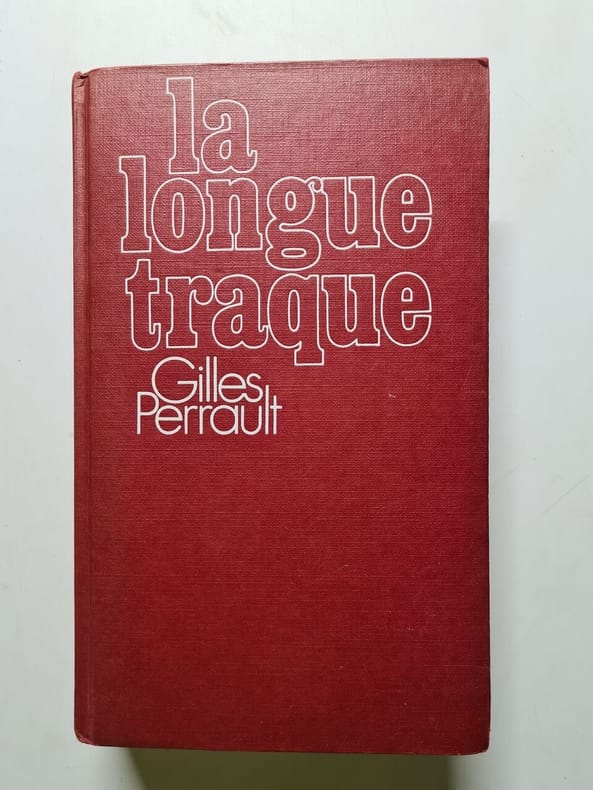 la
longue
traque
Gilles
Perrault